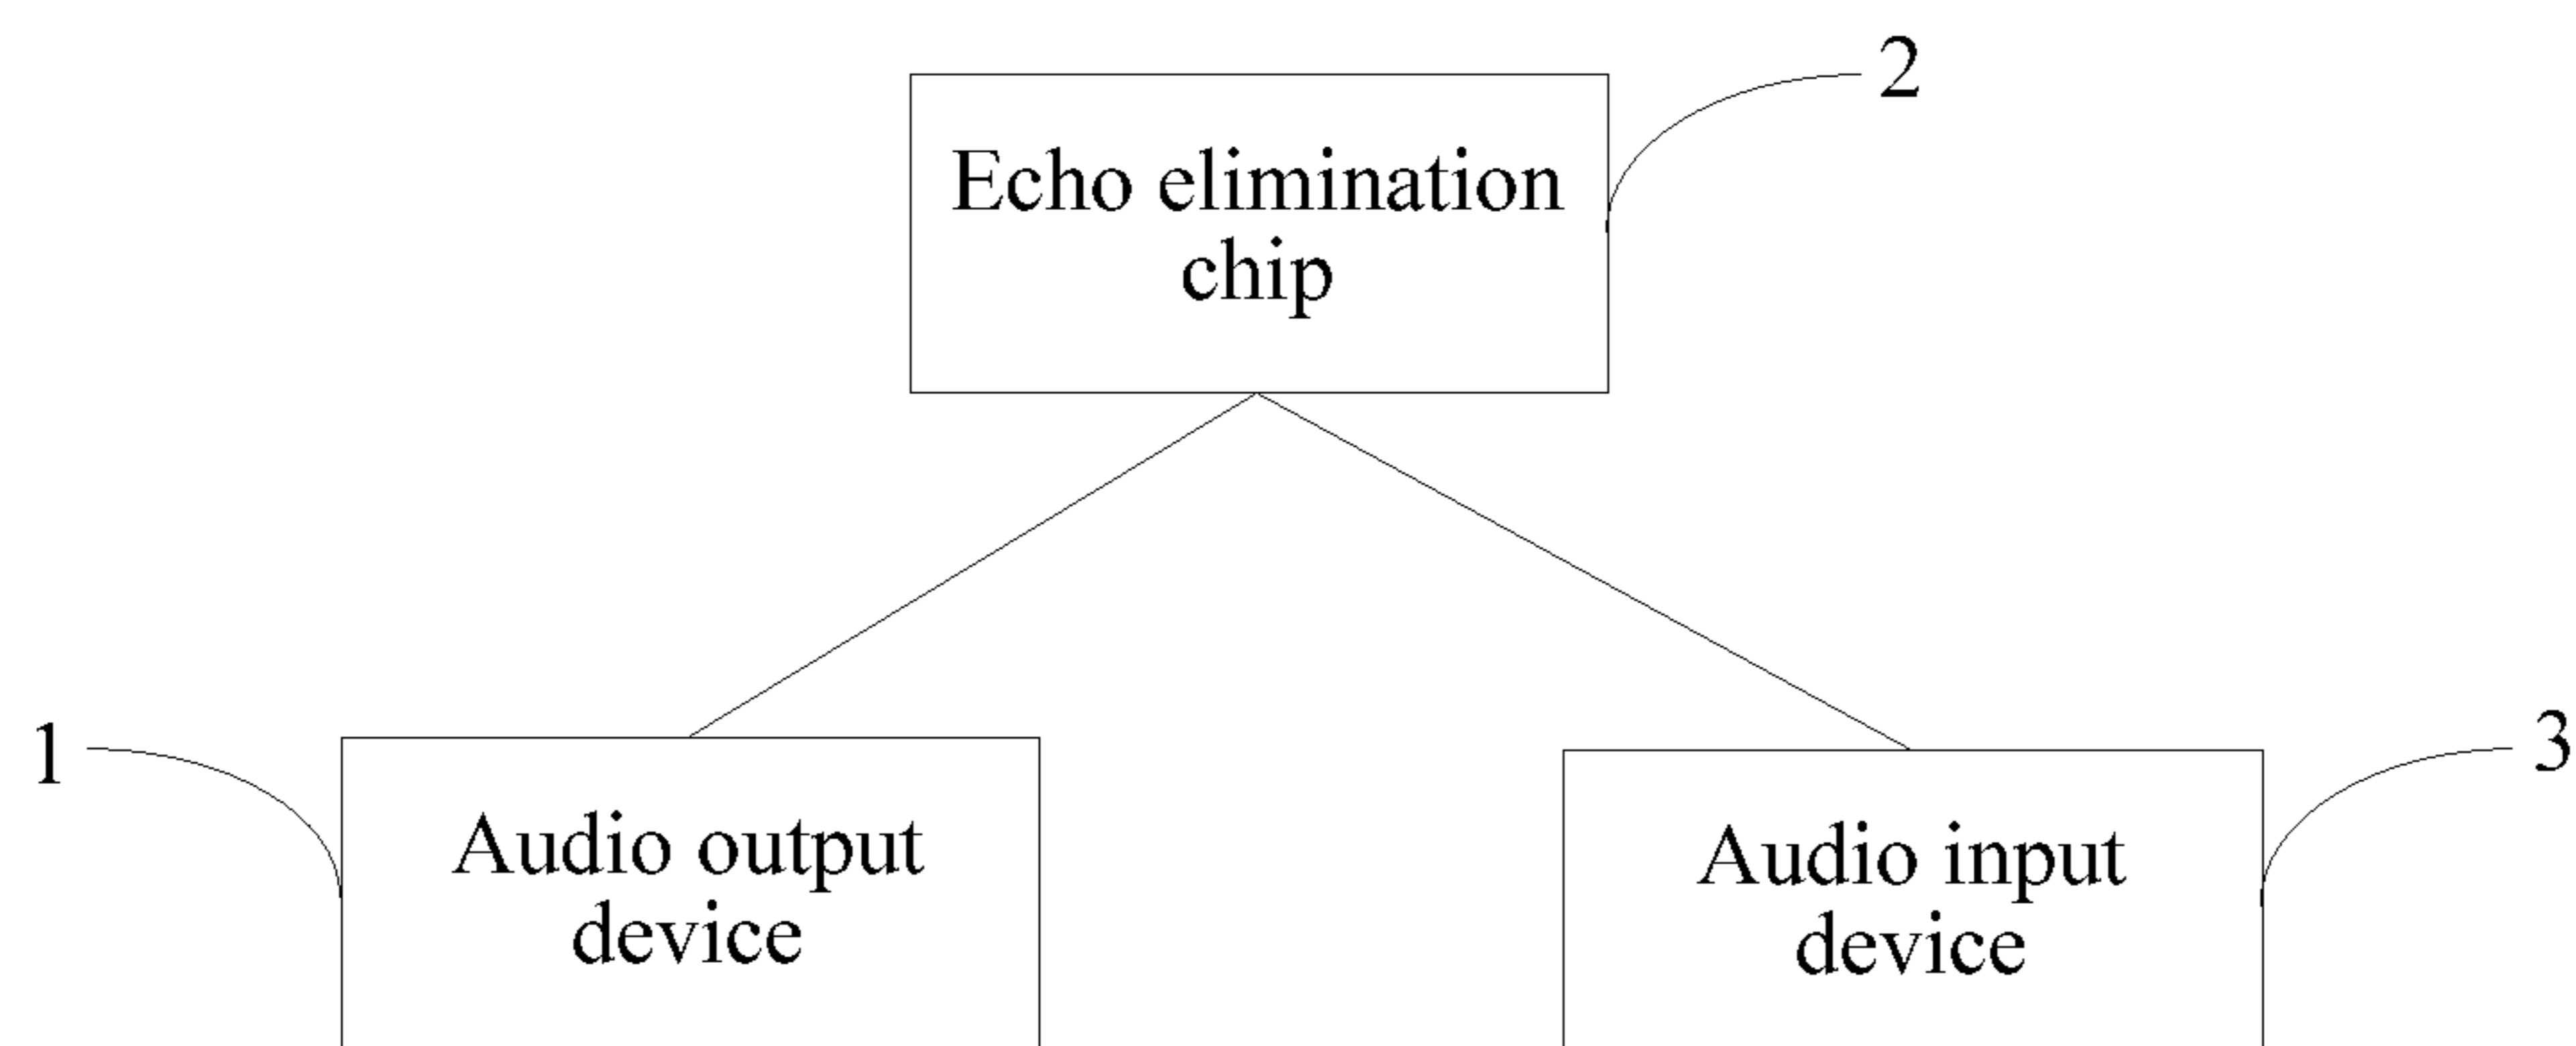 2
Echo elimination
chip
1
3
Audio output
device
Audio input
device